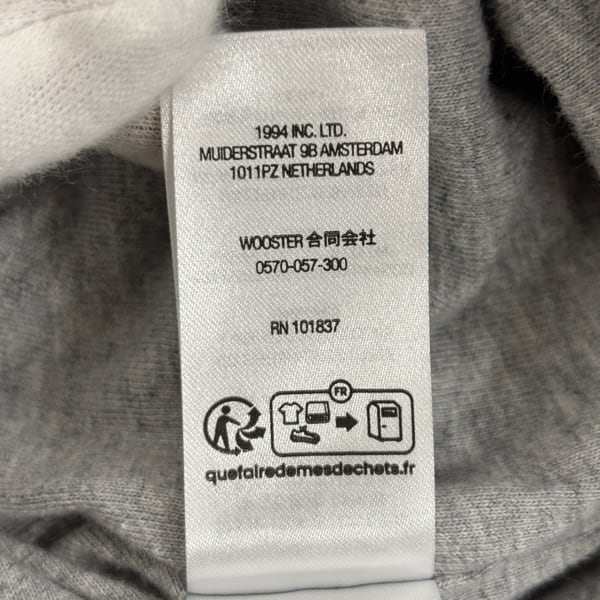 1994 INC. LTD.
MUIDERSTRAAT 9B AMSTERDAM
1011PZ NETHERLANDS
WOOSTER 合同会社
0570-057-300
RN 101837
FR
quefairedemesdechets.fr